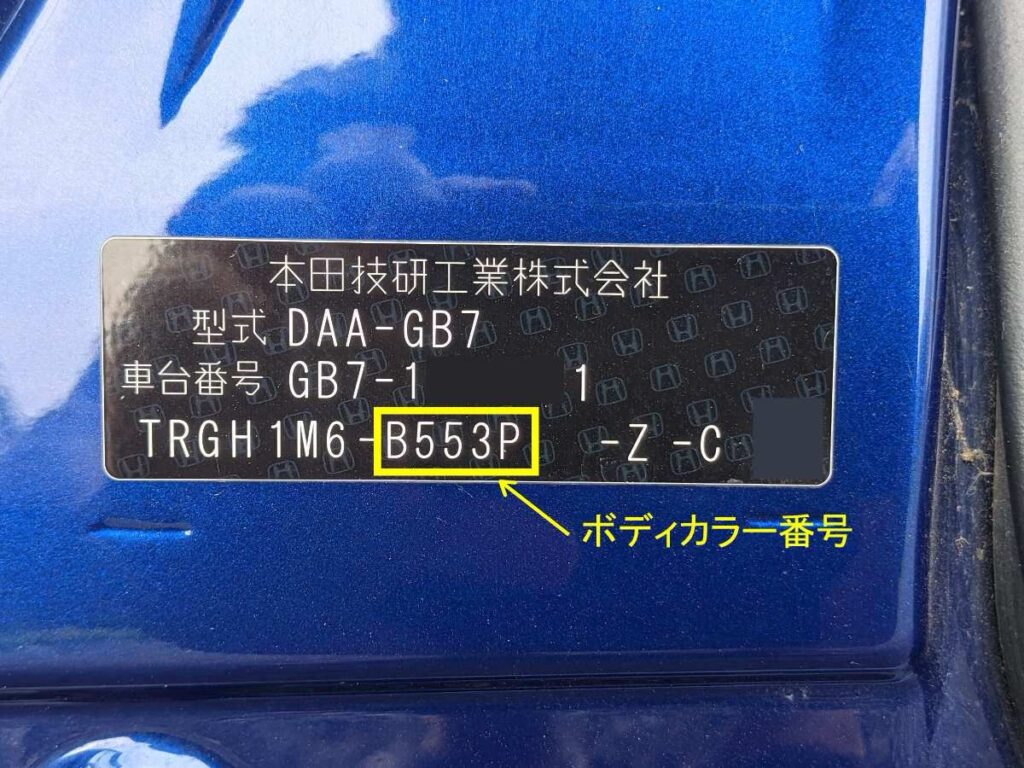 本田技研工業株式会社
型式 DAA-GB7
車台番号 GB7-1 1
TRGH1M6-B553P -Z -C
ボディカラー番号